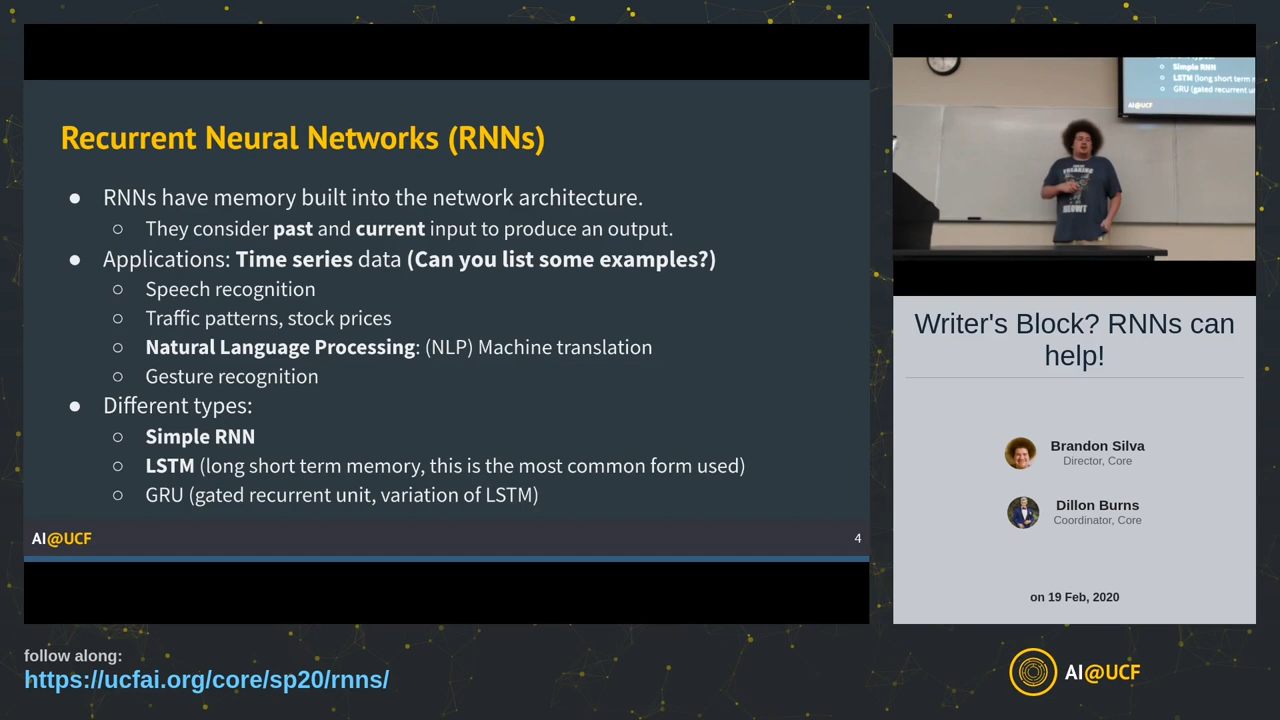 Recurrent Neural Networks (RNNs)
● RNNs have memory built into the network architecture.
○ They consider past and current input to produce an output.
● Applications: Time series data (Can you list some examples?)
○ Speech recognition
○ Traffic patterns, stock prices
○ Natural Language Processing: (NLP) Machine translation
○ Gesture recognition
● Different types:
○ Simple RNN
○ LSTM (long short term memory, this is the most common form used)
○ GRU (gated recurrent unit, variation of LSTM)
AI@UCF
4
○ Simple RNN
○ LSTM (long short term
○ GRU (gated recurrent
AI@UCF
Writer's Block? RNNs can
help!
Brandon Silva
Director, Core
Dillon Burns
Coordinator, Core
on 19 Feb, 2020
follow along:
https://ucfai.org/core/sp20/rnns/
AI@UCF